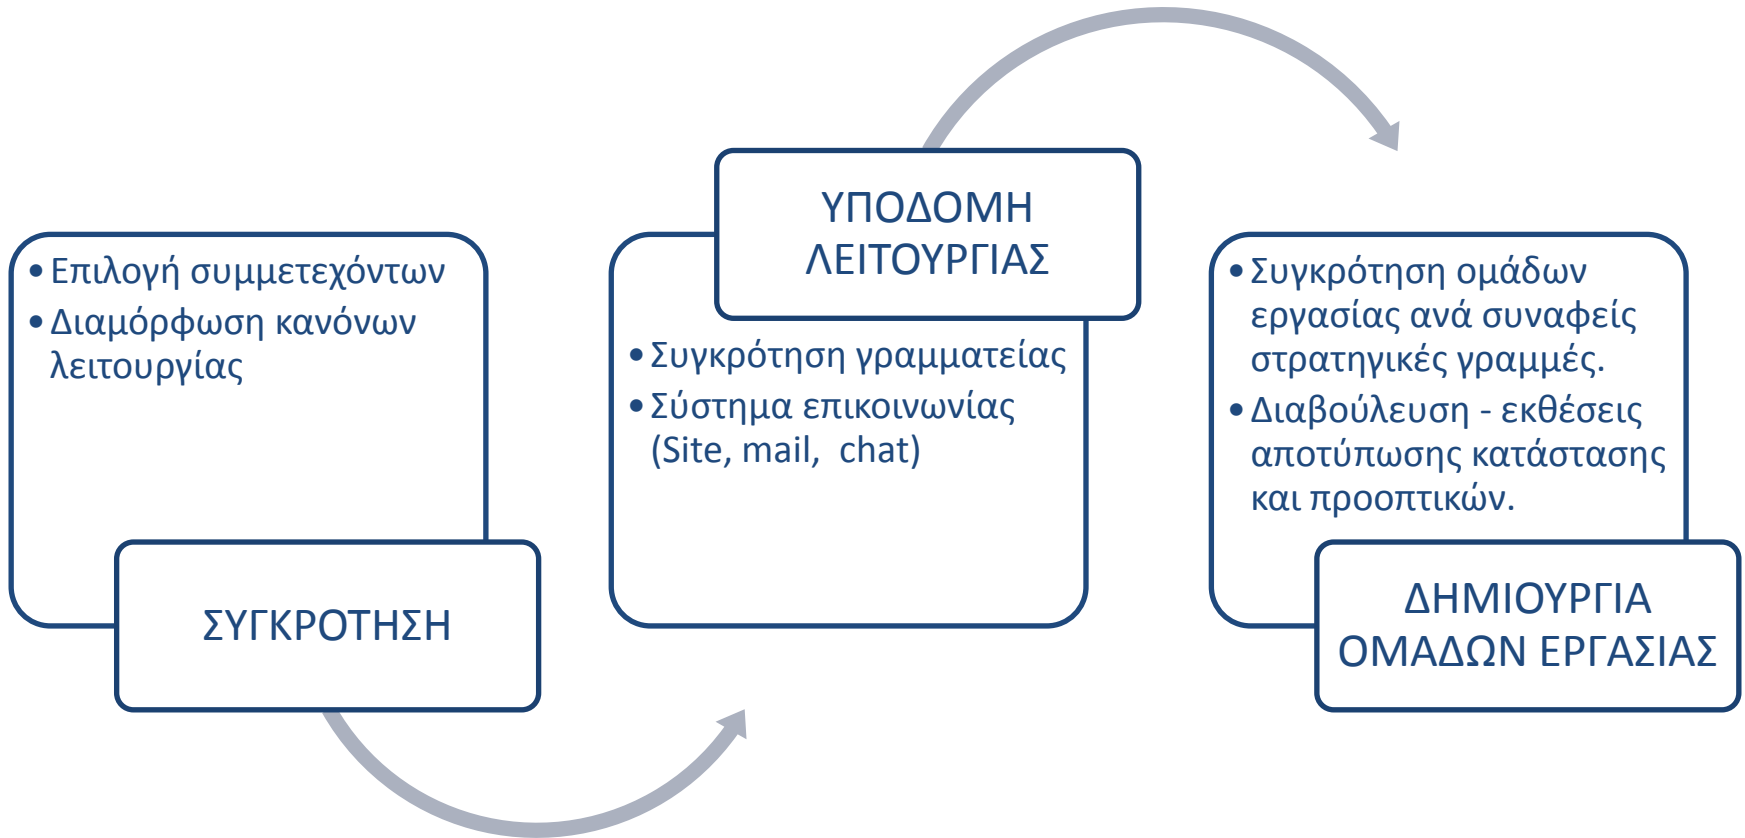 • Επιλογή συμμετεχόντων
• Διαμόρφωση κανόνων
λειτουργίας
ΣΥΓΚΡΟΤΗΣΗ
ΥΠΟΔΟΜΗ
ΛΕΙΤΟΥΡΓΙΑΣ
• Συγκρότηση γραμματείας
• Σύστημα επικοινωνίας
(Site, mail,  chat)
• Συγκρότηση ομάδων
εργασίας ανά συναφείς
στρατηγικές γραμμές.
• Διαβούλευση - εκθέσεις
αποτύπωσης κατάστασης
και προοπτικών.
ΔΗΜΙΟΥΡΓΙΑ
ΟΜΑΔΩΝ ΕΡΓΑΣΙΑΣ